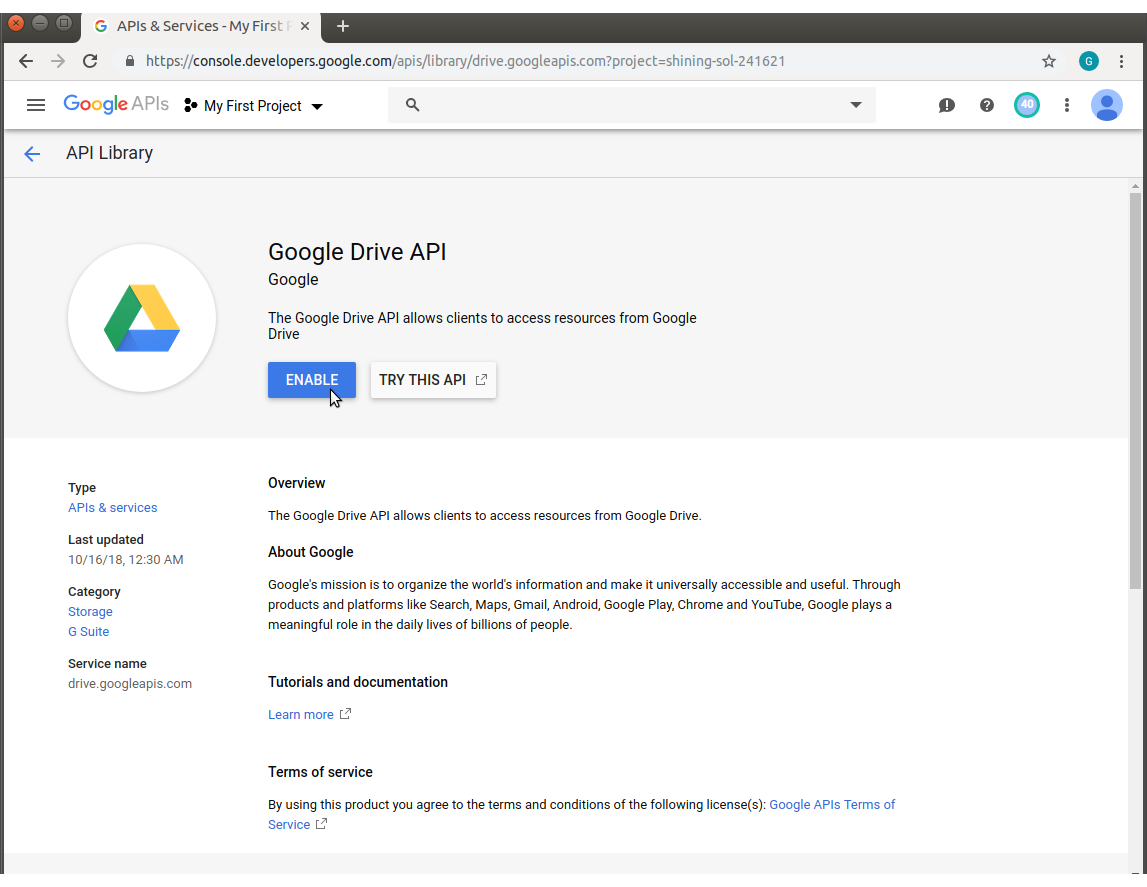 APIs & Services - My First P
https://console.developers.google.com/apis/library/drive.googleapis.com?project=shining-sol-241621
G
Google APIs
My First Project
40
API Library
Google Drive API
Google
The Google Drive API allows clients to access resources from Google
Drive
ENABLE
TRY THIS API
Type
APIs & services
Last updated
10/16/18, 12:30 AM
Category
Storage
G Suite
Service name
drive.googleapis.com
Overview
The Google Drive API allows clients to access resources from Google Drive.
About Google
Google's mission is to organize the world's information and make it universally accessible and useful. Through
products and platforms like Search, Maps, Gmail, Android, Google Play, Chrome and YouTube, Google plays a
meaningful role in the daily lives of billions of people.
Tutorials and documentation
Learn more
Terms of service
By using this product you agree to the terms and conditions of the following license(s): Google APIs Terms of
Service